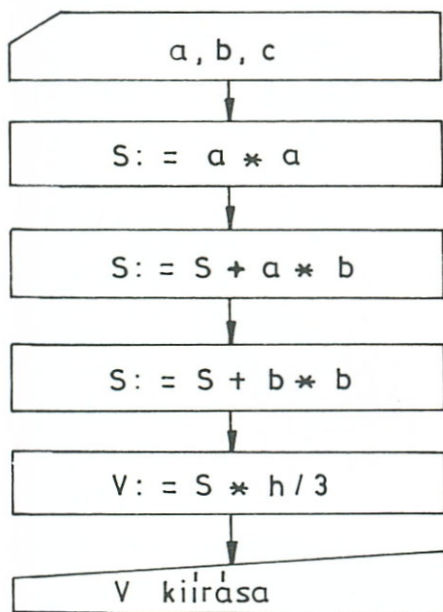 a, b, c
S: = a * a
S: = S + a * b
S: = S + b * b
V: = S * h / 3
V kiírása